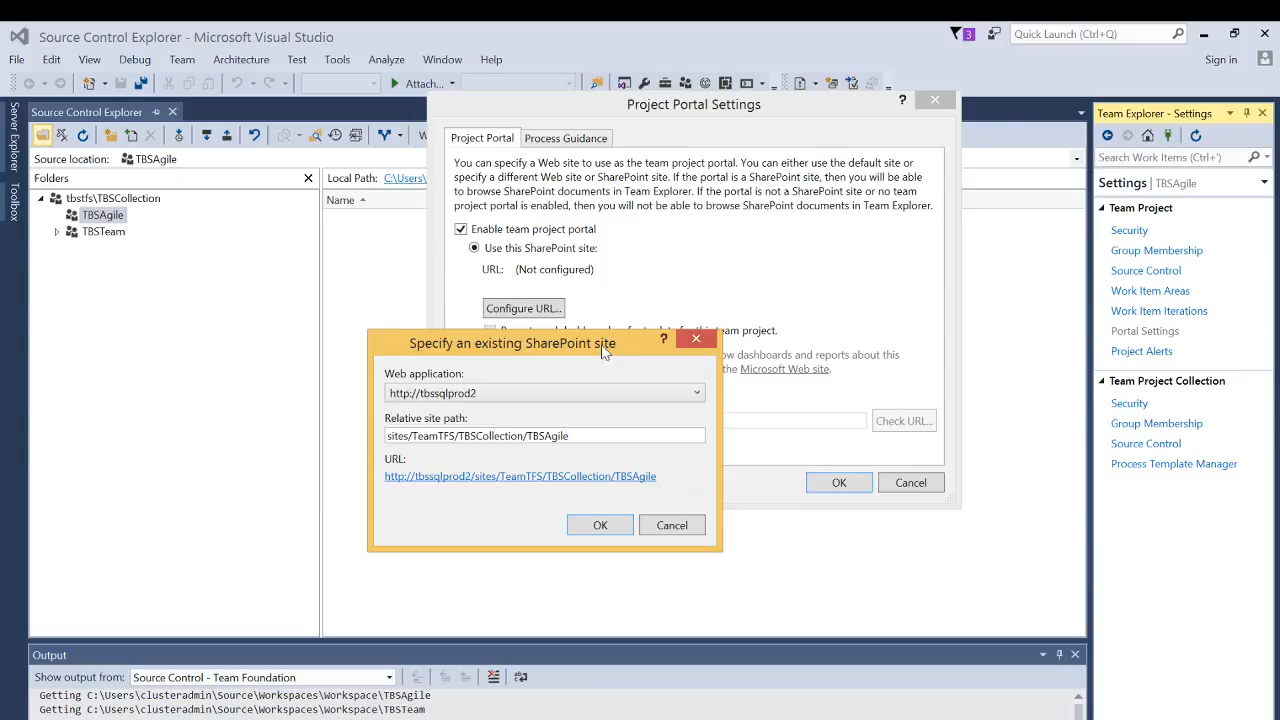 Source Control Explorer - Microsoft Visual Studio
3
Quick Launch (Ctrl+Q)
File Edit View Debug Team Architecture Test Tools Analyze Window Help
Sign in
Attach...
Server Explorer
Toolbox
Source Control Explorer
Source location: TBSAgile
Folders
tbstfs\TBSCollection
TBSAgile
TBSTeam
Local Path: C:\Users\
Name
Project Portal Settings
?
Project Portal Process Guidance
You can specify a Web site to use as the team project portal. You can either use the default site or
specify a different Web site or SharePoint site. If the portal is a SharePoint site, then you will be able
to browse SharePoint documents in Team Explorer. If the portal is not a SharePoint site or no team
project portal is enabled, then you will not be able to browse SharePoint documents in Team Explorer.
Enable team project portal
Use this SharePoint site:
URL: (Not configured)
Configure URL...
team project.
ow dashboards and reports about this
the Microsoft Web site.
Check URL...
OK Cancel
Specify an existing SharePoint site
?
Web application:
http://tbssqlprod2
Relative site path:
sites/TeamTFS/TBSCollection/TBSAgile
URL:
http://tbssqlprod2/sites/TeamTFS/TBSCollection/TBSAgile
OK Cancel
Team Explorer - Settings
Search Work Items (Ctrl+')
Settings | TBSAgile
Team Project
Security
Group Membership
Source Control
Work Item Areas
Work Item Iterations
Portal Settings
Project Alerts
Team Project Collection
Security
Group Membership
Source Control
Process Template Manager
Output
Show output from: Source Control - Team Foundation
Getting C:\Users\clusteradmin\Source\Workspaces\Workspace\TBSAgile
Getting C:\Users\clusteradmin\Source\Workspaces\Workspace\TBSTeam